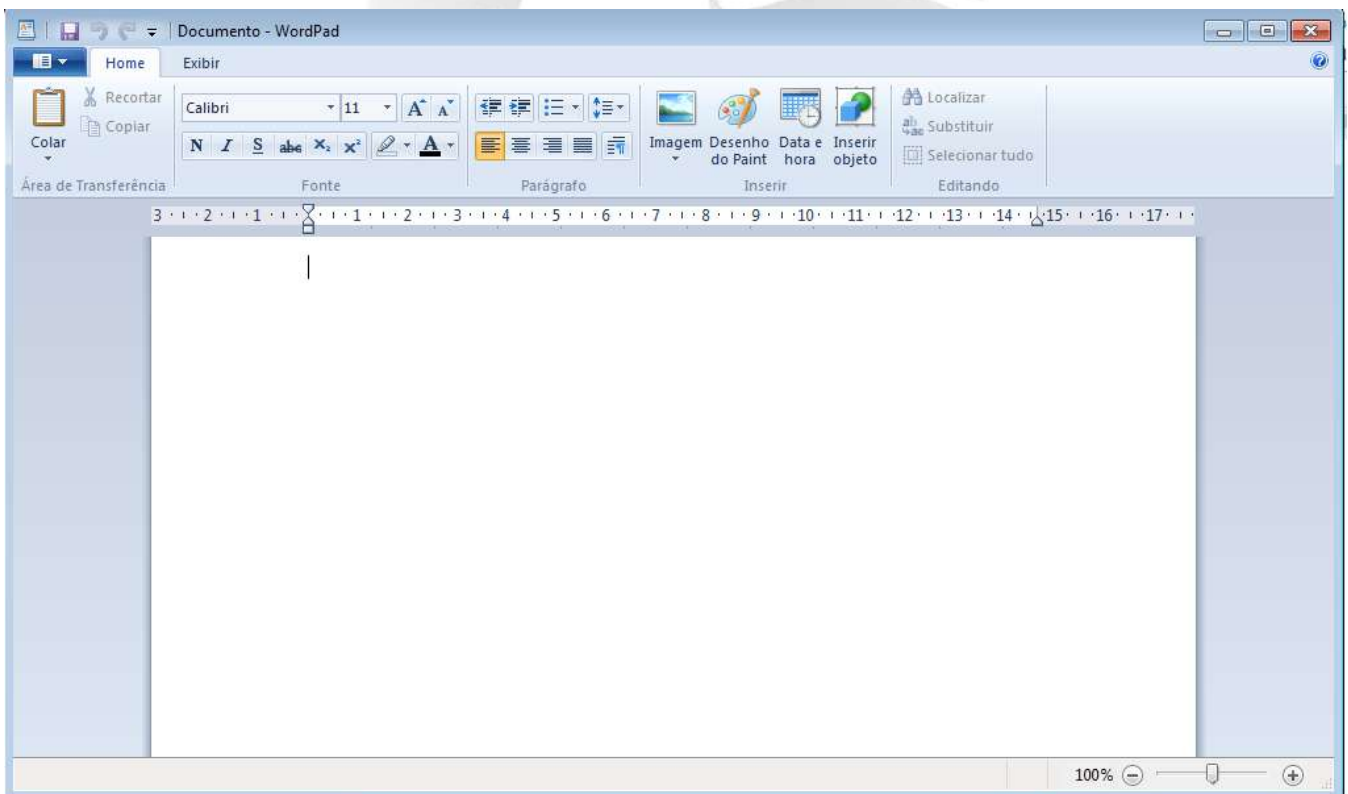 Documento - WordPad
Home Exibir
Colar
Recortar
Copiar
Área de Transferência
Calibri 11 A A
N I S abc X₂ X² A
Fonte
Parágrafo
Imagem
Desenho do Paint
Data e hora
Inserir objeto
Inserir
Localizar
Substituir
Selecionar tudo
Editando
3 2 1 1 2 3 4 5 6 7 8 9 10 11 12 13 14 15 16 17
100%